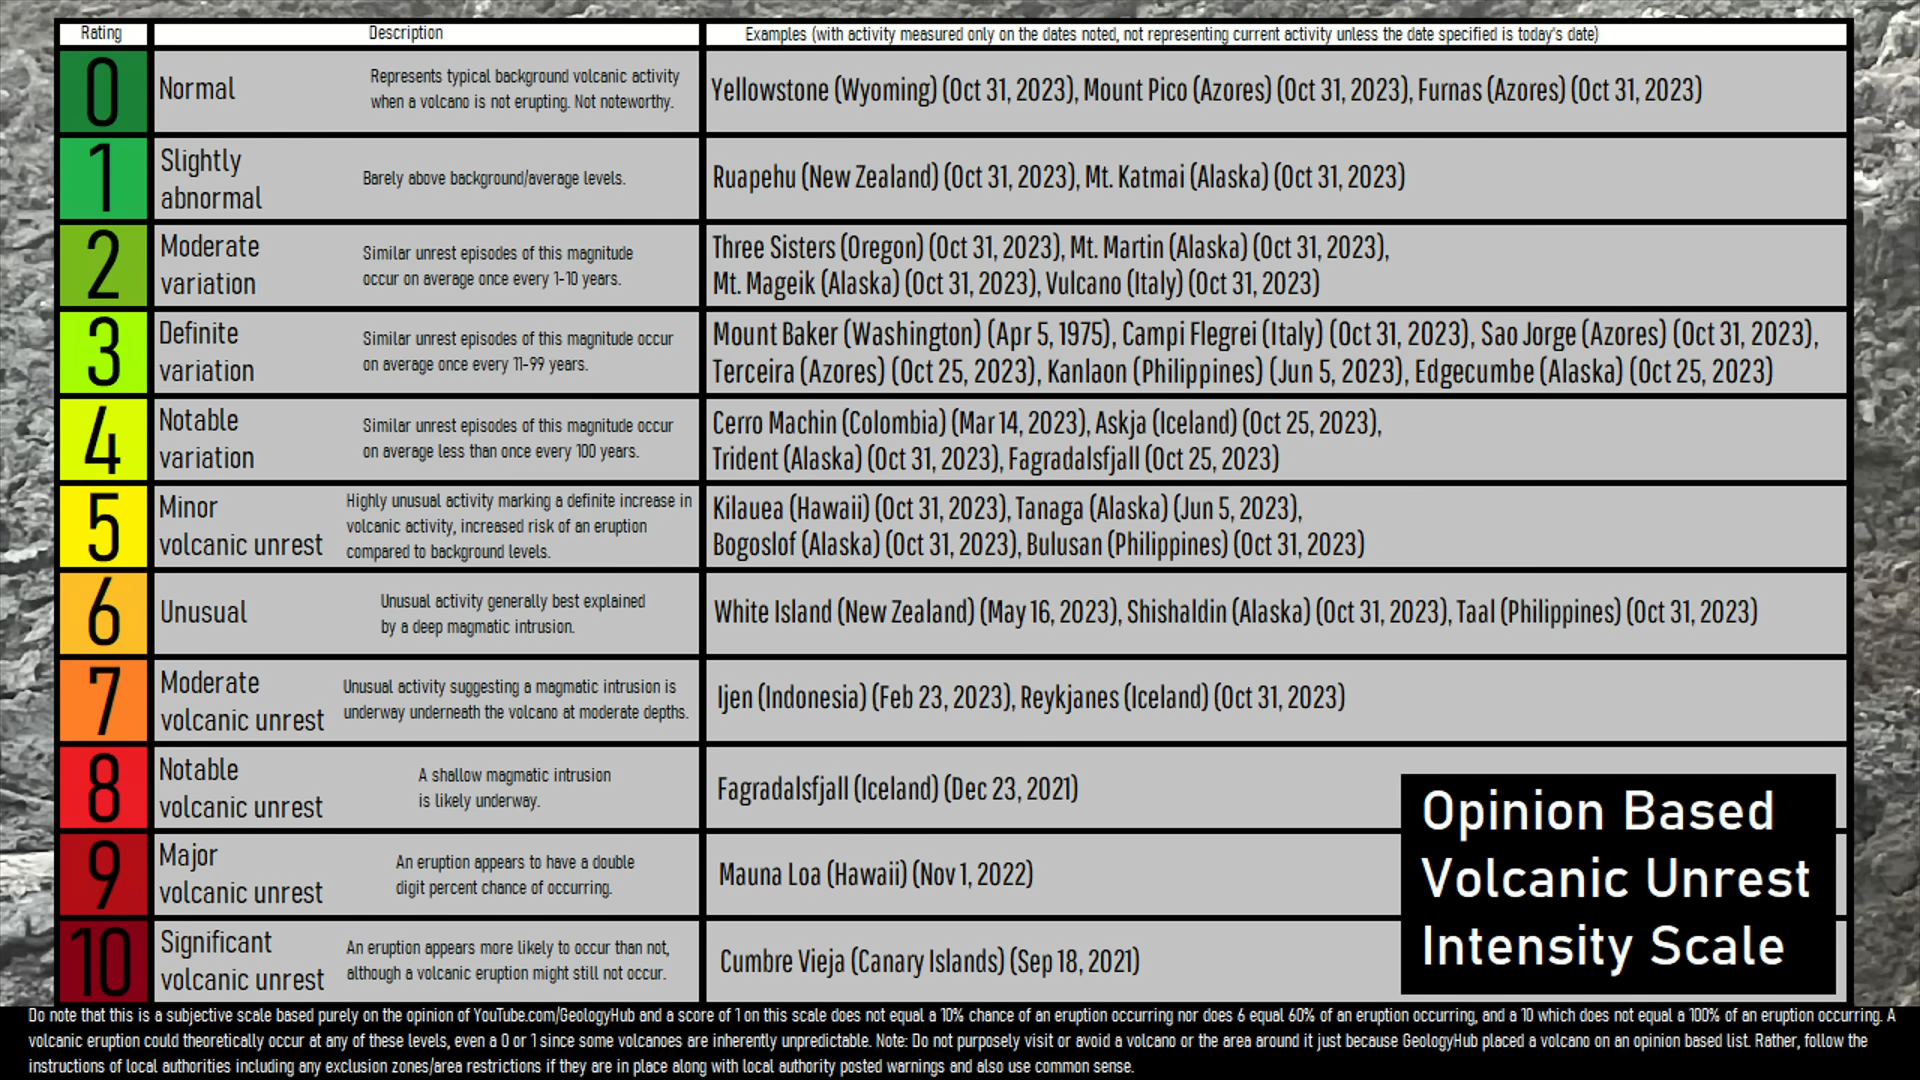 Rating Description Examples (with activity measured only on the dates noted, not representing current activity unless the date specified is today's date)
0
Normal
Represents typical background volcanic activity
when a volcano is not erupting. Not noteworthy.
Yellowstone (Wyoming) (Oct 31, 2023), Mount Pico (Azores) (Oct 31, 2023), Furnas (Azores) (Oct 31, 2023)
1
Slightly
abnormal
Barely above background/average levels.
Ruapehu (New Zealand) (Oct 31, 2023), Mt. Katmai (Alaska) (Oct 31, 2023)
2
Moderate
variation
Similar unrest episodes of this magnitude
occur on average once every 1-10 years.
Three Sisters (Oregon) (Oct 31, 2023), Mt. Martin (Alaska) (Oct 31, 2023),
Mt. Mageik (Alaska) (Oct 31, 2023), Vulcano (Italy) (Oct 31, 2023)
3
Definite
variation
Similar unrest episodes of this magnitude occur
on average once every 11-99 years.
Mount Baker (Washington) (Apr 5, 1975), Campi Flegrei (Italy) (Oct 31, 2023), Sao Jorge (Azores) (Oct 31, 2023),
Terceira (Azores) (Oct 25, 2023), Kanlaon (Philippines) (Jun 5, 2023), Edgecumbe (Alaska) (Oct 25, 2023)
4
Notable
variation
Similar unrest episodes of this magnitude occur
on average less than once every 100 years.
Cerro Machin (Colombia) (Mar 14, 2023), Askja (Iceland) (Oct 25, 2023),
Trident (Alaska) (Oct 31, 2023), Fagradalsfjall (Oct 25, 2023)
5
Minor
volcanic unrest
Highly unusual activity marking a definite increase in
volcanic activity, increased risk of an eruption
compared to background levels.
Kilauea (Hawaii) (Oct 31, 2023), Tanaga (Alaska) (Jun 5, 2023),
Bogoslof (Alaska) (Oct 31, 2023), Bulusan (Philippines) (Oct 31, 2023)
6
Unusual
Unusual activity generally best explained
by a deep magmatic intrusion.
White Island (New Zealand) (May 16, 2023), Shishaldin (Alaska) (Oct 31, 2023), Taal (Philippines) (Oct 31, 2023)
7
Moderate
volcanic unrest
Unusual activity suggesting a magmatic intrusion is
underway underneath the volcano at moderate depths.
Ijen (Indonesia) (Feb 23, 2023), Reykjanes (Iceland) (Oct 31, 2023)
8
Notable
volcanic unrest
A shallow magmatic intrusion
is likely underway.
Fagradalsfjall (Iceland) (Dec 23, 2021)
9
Major
volcanic unrest
An eruption appears to have a double
digit percent chance of occurring.
Mauna Loa (Hawaii) (Nov 1, 2022)
10
Significant
volcanic unrest
An eruption appears more likely to occur than not,
although a volcanic eruption might still not occur.
Cumbre Vieja (Canary Islands) (Sep 18, 2021)
Opinion Based
Volcanic Unrest
Intensity Scale
Do note that this is a subjective scale based purely on the opinion of YouTube.com/GeologyHub and a score of 1 on this scale does not equal a 10% chance of an eruption occurring nor does 6 equal 60% of an eruption occurring, and a 10 which does not equal a 100% of an eruption occurring. A
volcanic eruption could theoretically occur at any of these levels, even a 0 or 1 since some volcanoes are inherently unpredictable. Note: Do not purposely visit or avoid a volcano or the area around it just because GeologyHub placed a volcano on an opinion based list. Rather, follow the
instructions of local authorities including any exclusion zones/area restrictions if they are in place along with local authority posted warnings and also use common sense.